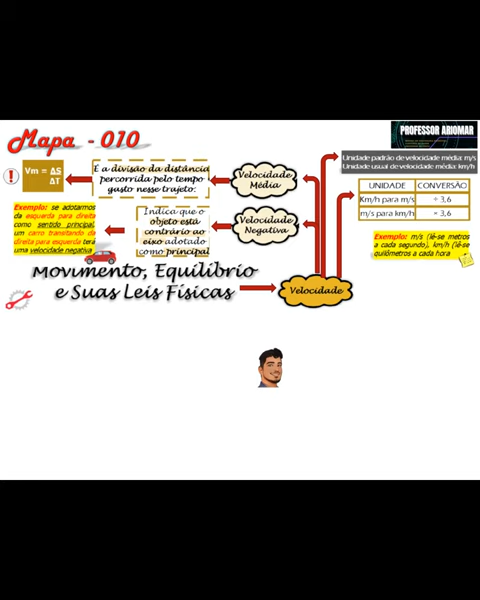 Mapa - 010
PROFESSOR ARIOMAR
Vm = ΔS
ΔT
É a divisão da distância
percorrida pelo tempo
gasto nesse trajeto.
Velocidade
Média
Unidade padrão de velocidade média: m/s
Unidade usual de velocidade média: km/h
UNIDADE CONVERSÃO
Km/h para m/s ÷ 3,6
m/s para km/h × 3,6
Exemplo: se adotarmos
da esquerda para direita
como sentido principal,
um carro transitando da
direita para esquerda terá
uma velocidade negativa
Indica que o
objeto está
contrário ao
eixo adotado
como principal
Velocidade
Negativa
Exemplo: m/s (lê-se metros
a cada segundo), km/h (lê-se
quilômetros a cada hora)
Movimento, Equilíbrio
e Suas Leis Físicas
Velocidade